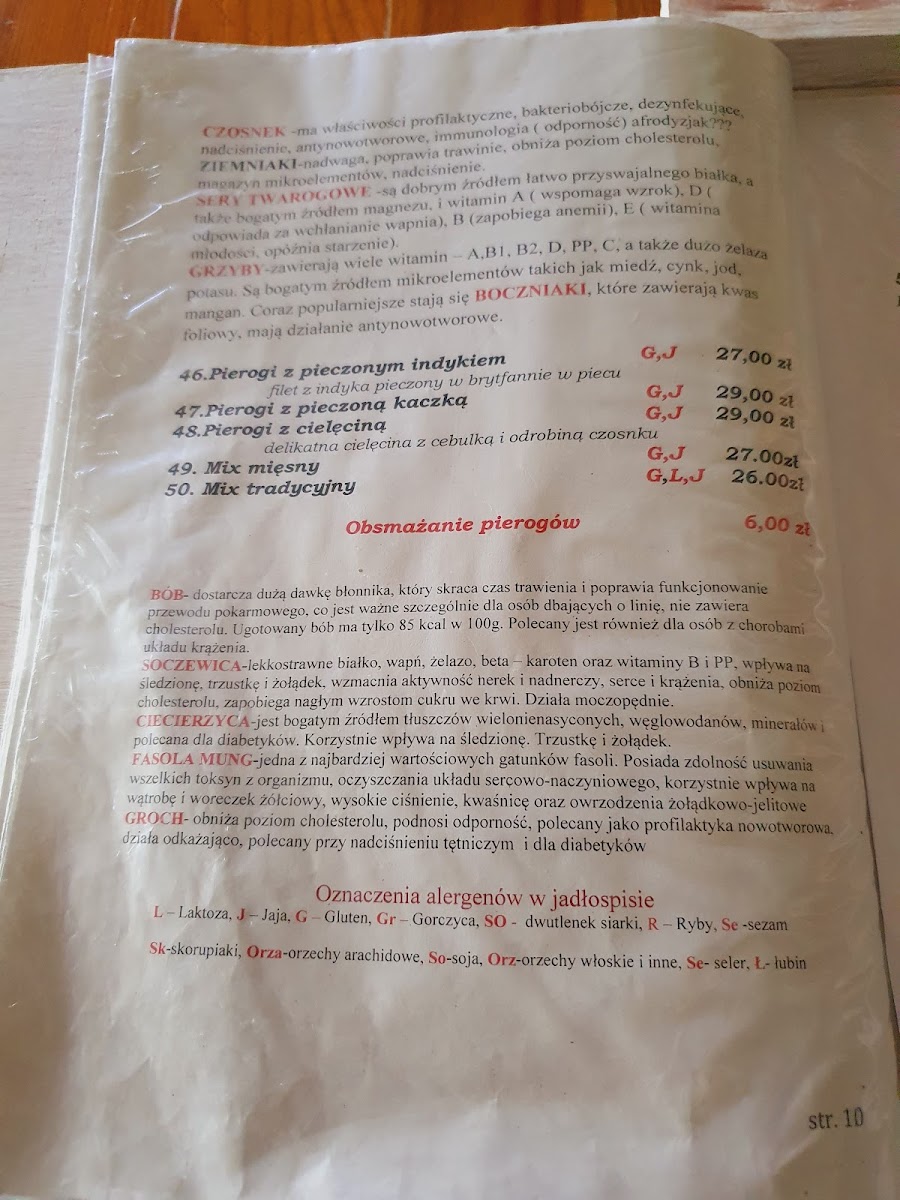 CZOSNEK -ma właściwości profilaktyczne, bakteriobójcze, dezynfekujące,
nadciśnienie, antynowotworowe, immunologia ( odporność) afrodyzjak???
ZIEMNIAKI-nadwaga, poprawia trawinie, obniża poziom cholesterolu,
magazyn mikroelementów, nadciśnienie.
SERY TWAROGOWE -są dobrym źródłem łatwo przyswajalnego białka, a
także bogatym źródłem magnezu, i witamin A ( wspomaga wzrok), D (
odpowiada za wchłanianie wapnia), B (zapobiega anemii), E ( witamina
młodości, opóźnia starzenie).
GRZYBY-zawierają wiele witamin – A,B1, B2, D, PP, C, a także dużo żelaza
potasu. Są bogatym źródłem mikroelementów takich jak miedź, cynk, jod,
mangan. Coraz popularniejsze stają się BOCZNIAKI, które zawierają kwas
foliowy, mają działanie antynowotworowe.
46.Pierogi z pieczonym indykiem G,J 27,00 zł
filet z indyka pieczony w brytfannie w piecu
47.Pierogi z pieczoną kaczką G,J 29,00 zł
48.Pierogi z cielęciną G,J 29,00 zł
delikatna cielęcina z cebulką i odrobiną czosnku
49. Mix mięsny G,J 27.00zł
50. Mix tradycyjny G,L,J 26.00zł
Obsmażanie pierogów 6,00 zł
BÓB- dostarcza dużą dawkę błonnika, który skraca czas trawienia i poprawia funkcjonowanie
przewodu pokarmowego, co jest ważne szczególnie dla osób dbających o linię, nie zawiera
cholesterolu. Ugotowany bób ma tylko 85 kcal w 100g. Polecany jest również dla osób z chorobami
układu krążenia.
SOCZEWICA-lekkostrawne białko, wapń, żelazo, beta – karoten oraz witaminy B i PP, wpływa na
śledzionę, trzustkę i żołądek, wzmacnia aktywność nerek i nadnerczy, serce i krążenia, obniża poziom
cholesterolu, zapobiega nagłym wzrostom cukru we krwi. Działa moczopędnie.
CIECIERZYCA-jest bogatym źródłem tłuszczów wielonienasyconych, węglowodanów, minerałów i
polecana dla diabetyków. Korzystnie wpływa na śledzionę. Trzustkę i żołądek.
FASOLA MUNG-jedna z najbardziej wartościowych gatunków fasoli. Posiada zdolność usuwania
wszelkich toksyn z organizmu, oczyszczania układu sercowo-naczyniowego, korzystnie wpływa na
wątrobę i woreczek żółciowy, wysokie ciśnienie, kwaśnicę oraz owrzodzenia żołądkowo-jelitowe
GROCH- obniża poziom cholesterolu, podnosi odporność, polecany jako profilaktyka nowotworowa,
działa odkażająco, polecany przy nadciśnieniu tętniczym i dla diabetyków
Oznaczenia alergenów w jadłospisie
L – Laktoza, J – Jaja, G – Gluten, Gr – Gorczyca, SO - dwutlenek siarki, R – Ryby, Se -sezam
Sk-skorupiaki, Orza-orzechy arachidowe, So-soja, Orz-orzechy włoskie i inne, Se- seler, Ł- łubin
str. 10